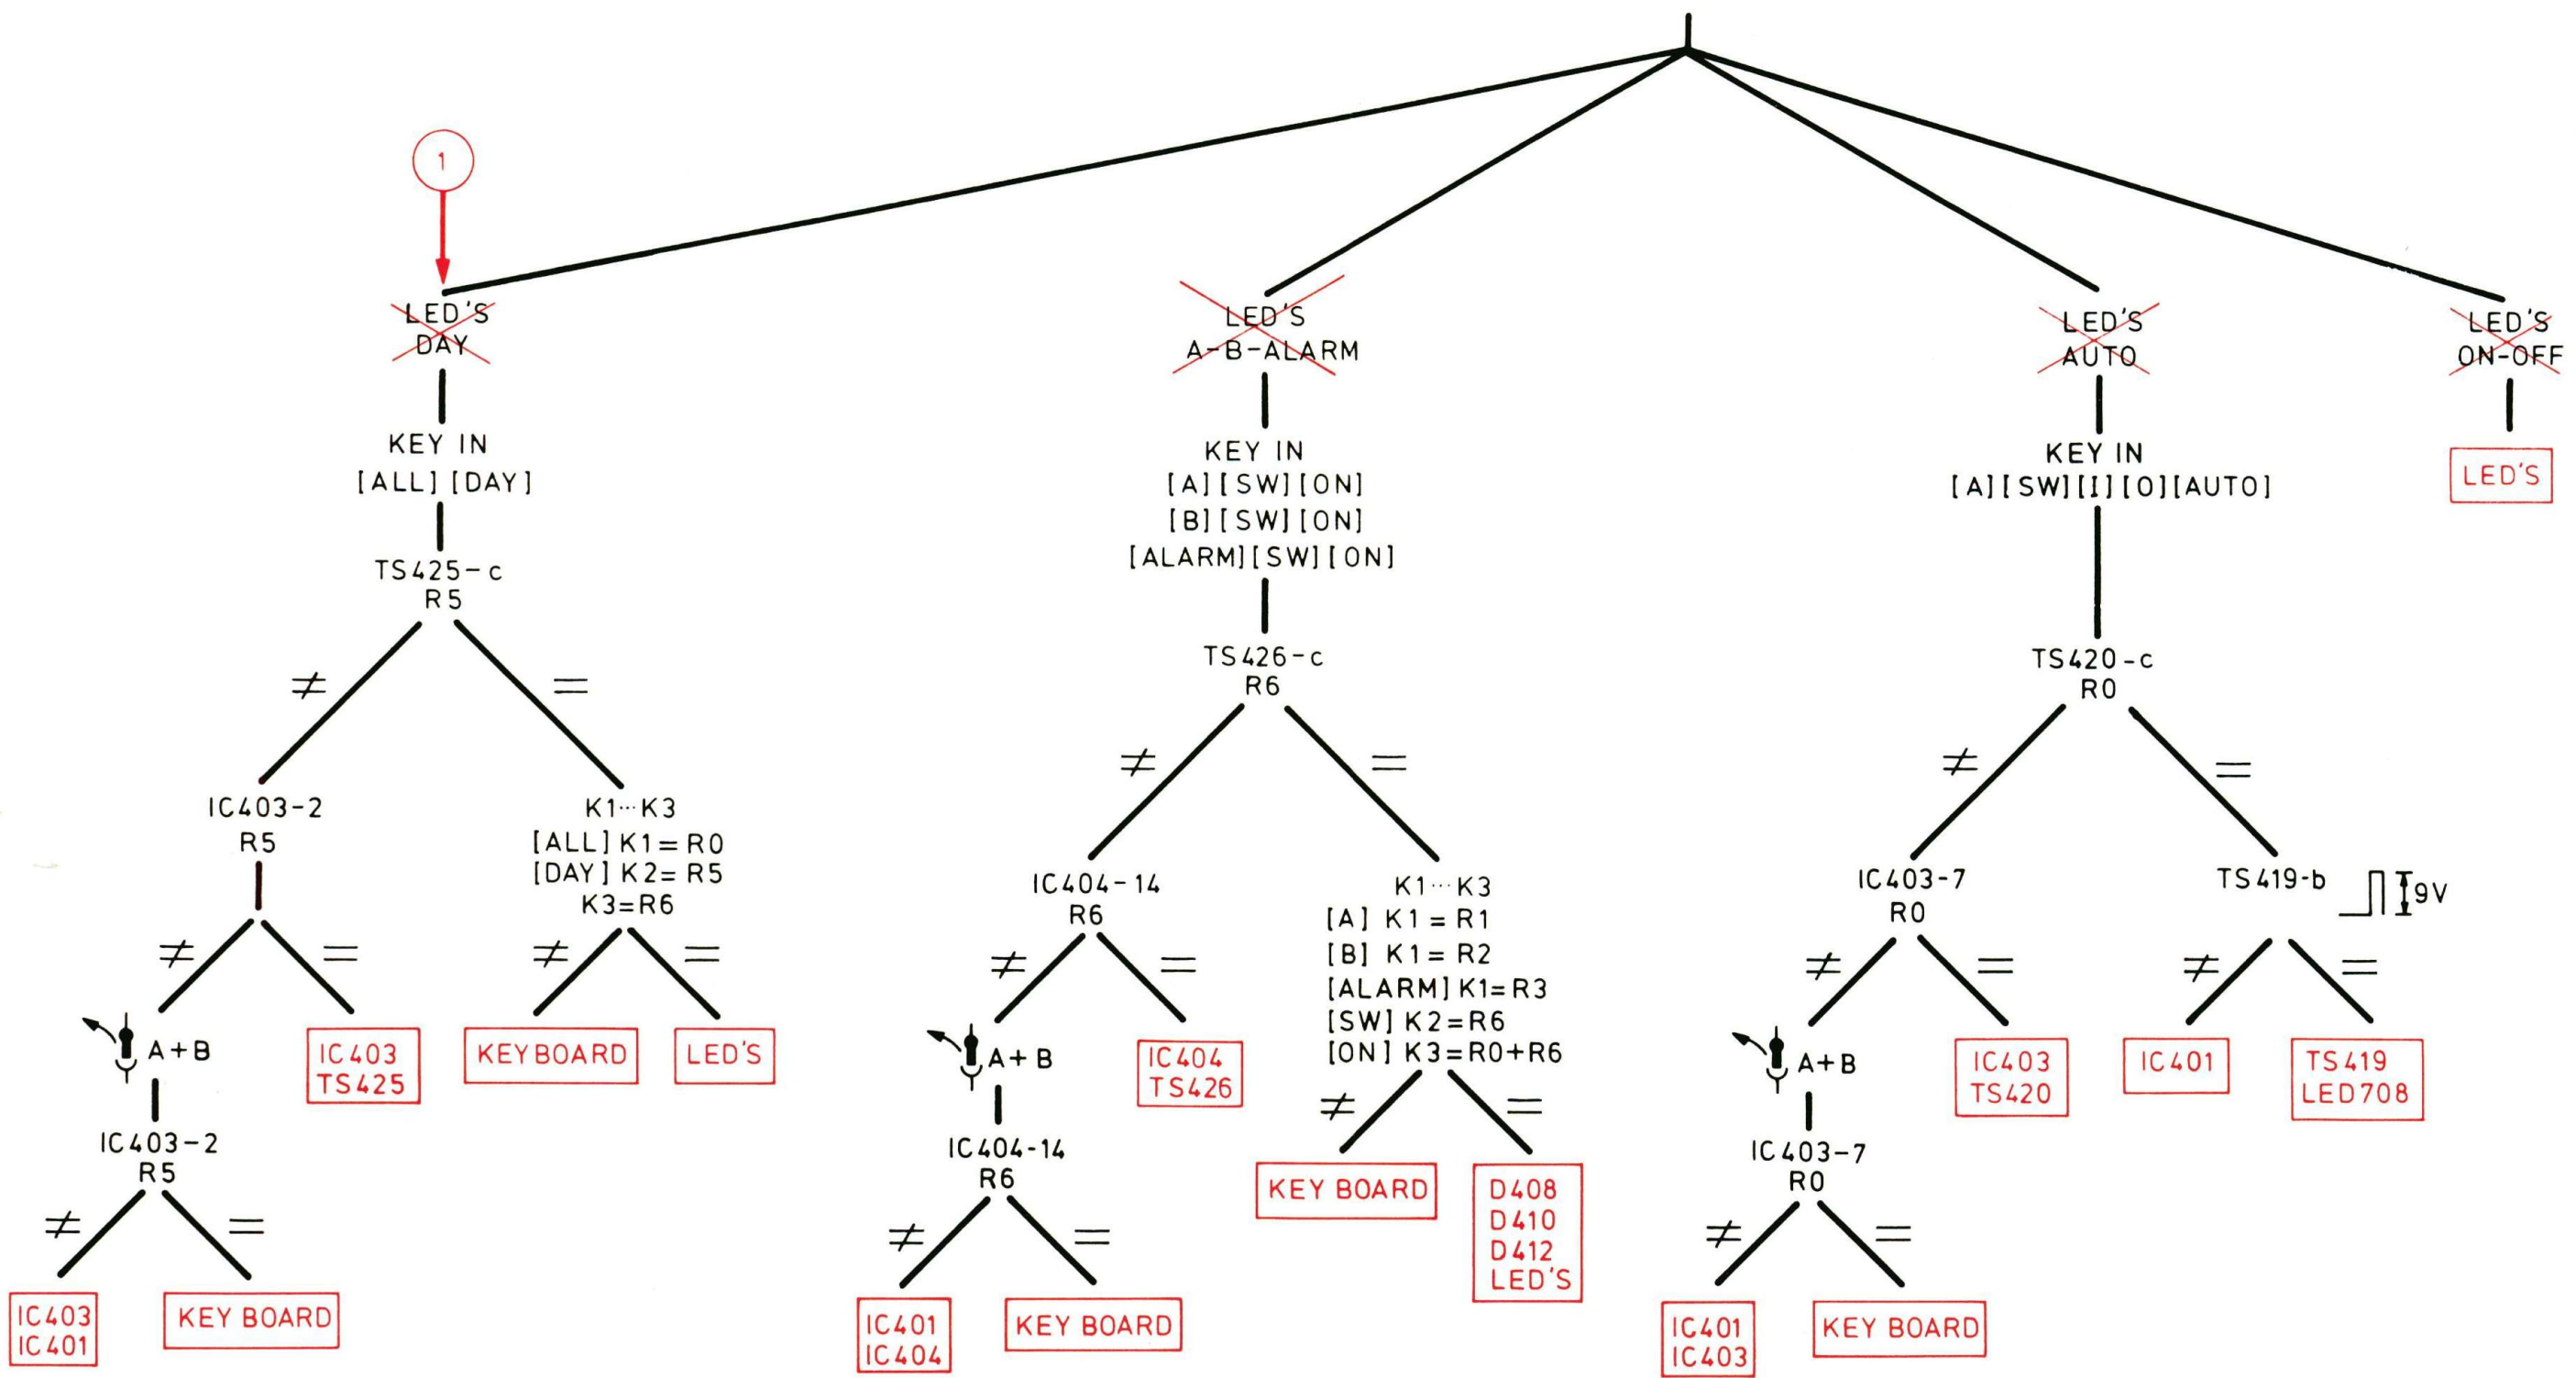 1
LED'S
DAY
KEY IN
[ALL] [DAY]
TS425-c
R5
≠
=
IC403-2
R5
≠
=
A+B
IC403-2
R5
≠
=
IC403
IC401
KEY BOARD
IC403
TS425
K1···K3
[ALL] K1=R0
[DAY] K2=R5
K3=R6
≠
=
KEYBOARD
LED'S
LED'S
A-B-ALARM
KEY IN
[A][SW][ON]
[B][SW][ON]
[ALARM][SW][ON]
TS426-c
R6
≠
=
IC404-14
R6
≠
=
A+B
IC404-14
R6
≠
=
IC401
IC404
KEY BOARD
IC404
TS426
K1···K3
[A] K1=R1
[B] K1=R2
[ALARM] K1=R3
[SW] K2=R6
[ON] K3=R0+R6
≠
=
KEY BOARD
D408
D410
D412
LED'S
LED'S
AUTO
KEY IN
[A][SW][I][O][AUTO]
TS420-c
R0
≠
=
IC403-7
R0
≠
=
A+B
IC403-7
R0
≠
=
IC401
IC403
KEY BOARD
IC403
TS420
TS419-b
9V
≠
=
IC401
TS419
LED708
LED'S
ON-OFF
LED'S